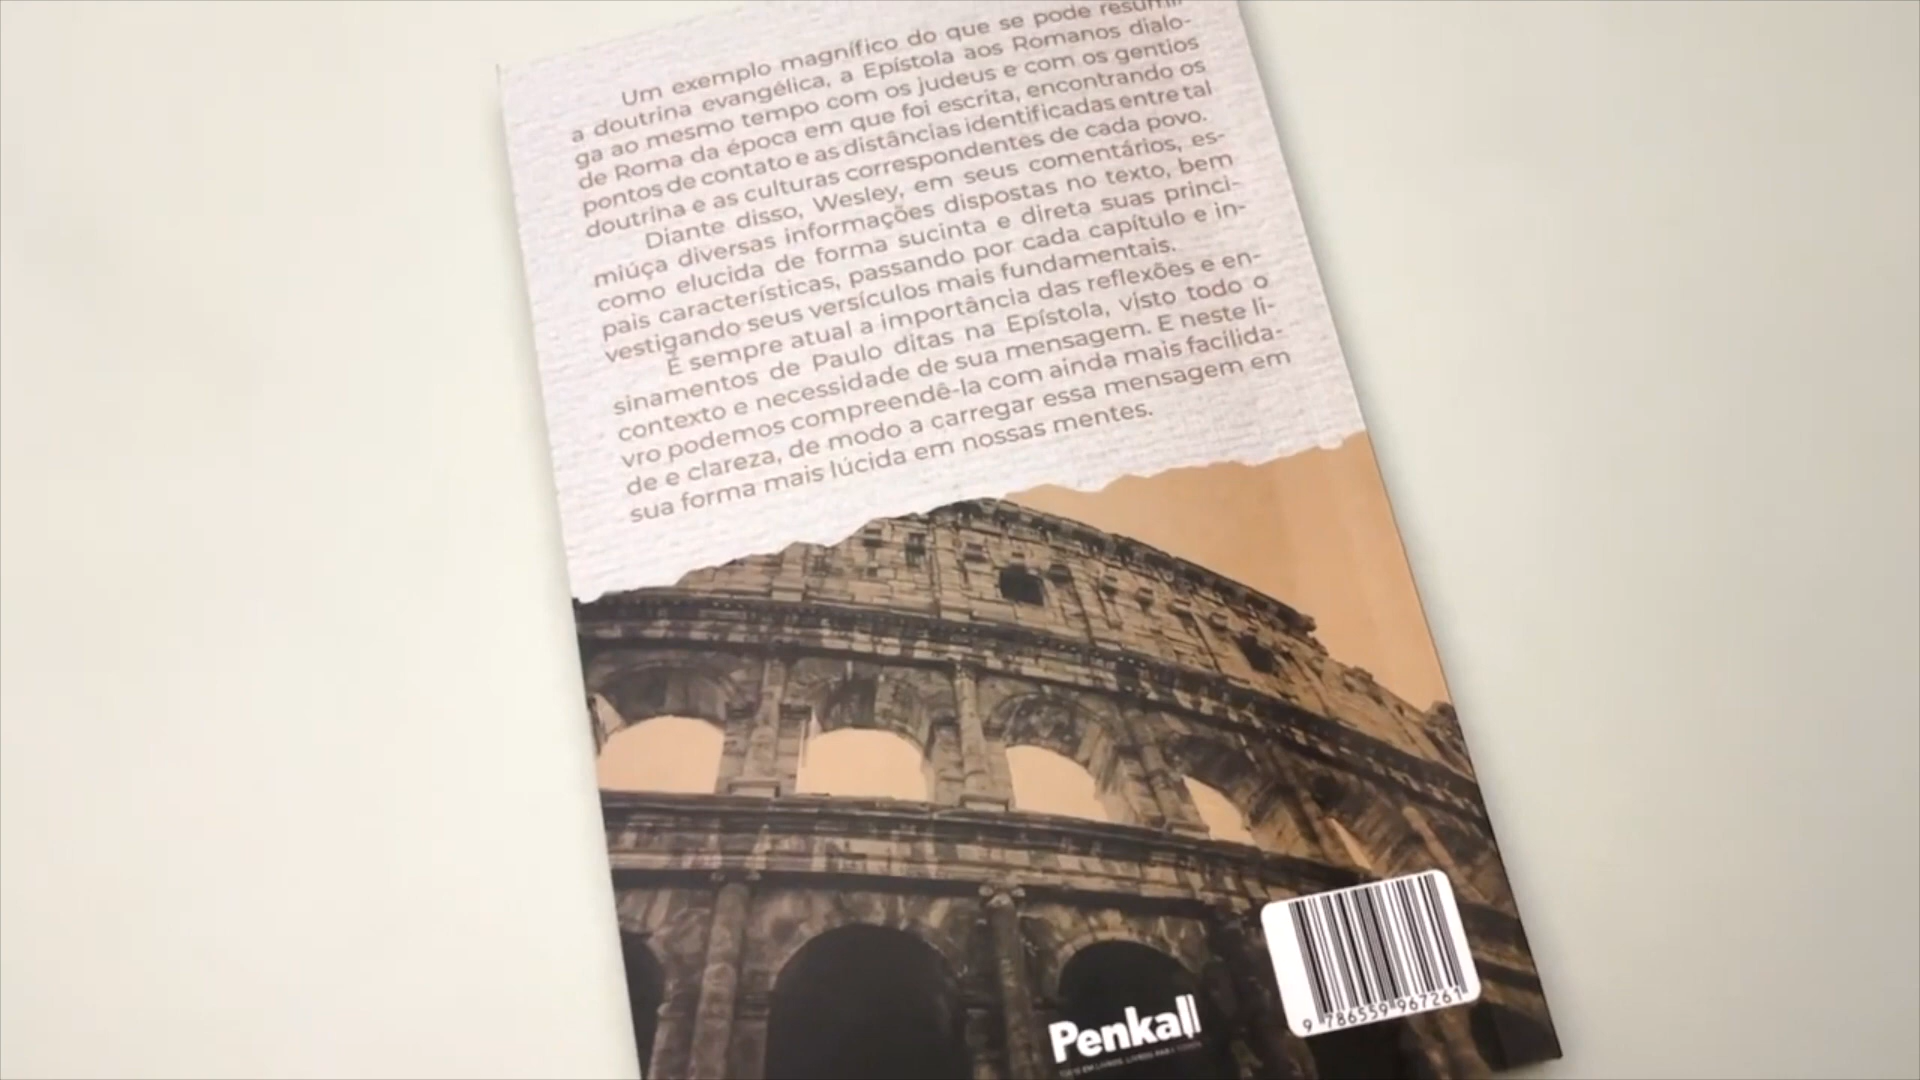 Um exemplo magnífico do que se pode resumir
a doutrina evangélica, a Epístola aos Romanos dialo-
ga ao mesmo tempo com os judeus e com os gentios
de Roma da época em que foi escrita, encontrando os
pontos de contato e as distâncias identificadas entre tal
doutrina e as culturas correspondentes de cada povo.
Diante disso, Wesley, em seus comentários, es-
miúça diversas informações dispostas no texto, bem
como elucida de forma sucinta e direta suas princi-
pais características, passando por cada capítulo e in-
vestigando seus versículos mais fundamentais.
É sempre atual a importância das reflexões e en-
sinamentos de Paulo ditas na Epístola, visto todo o
contexto e necessidade de sua mensagem. E neste li-
vro podemos compreendê-la com ainda mais facilida-
de e clareza, de modo a carregar essa mensagem em
sua forma mais lúcida em nossas mentes.
Penkal
9 786559 967261